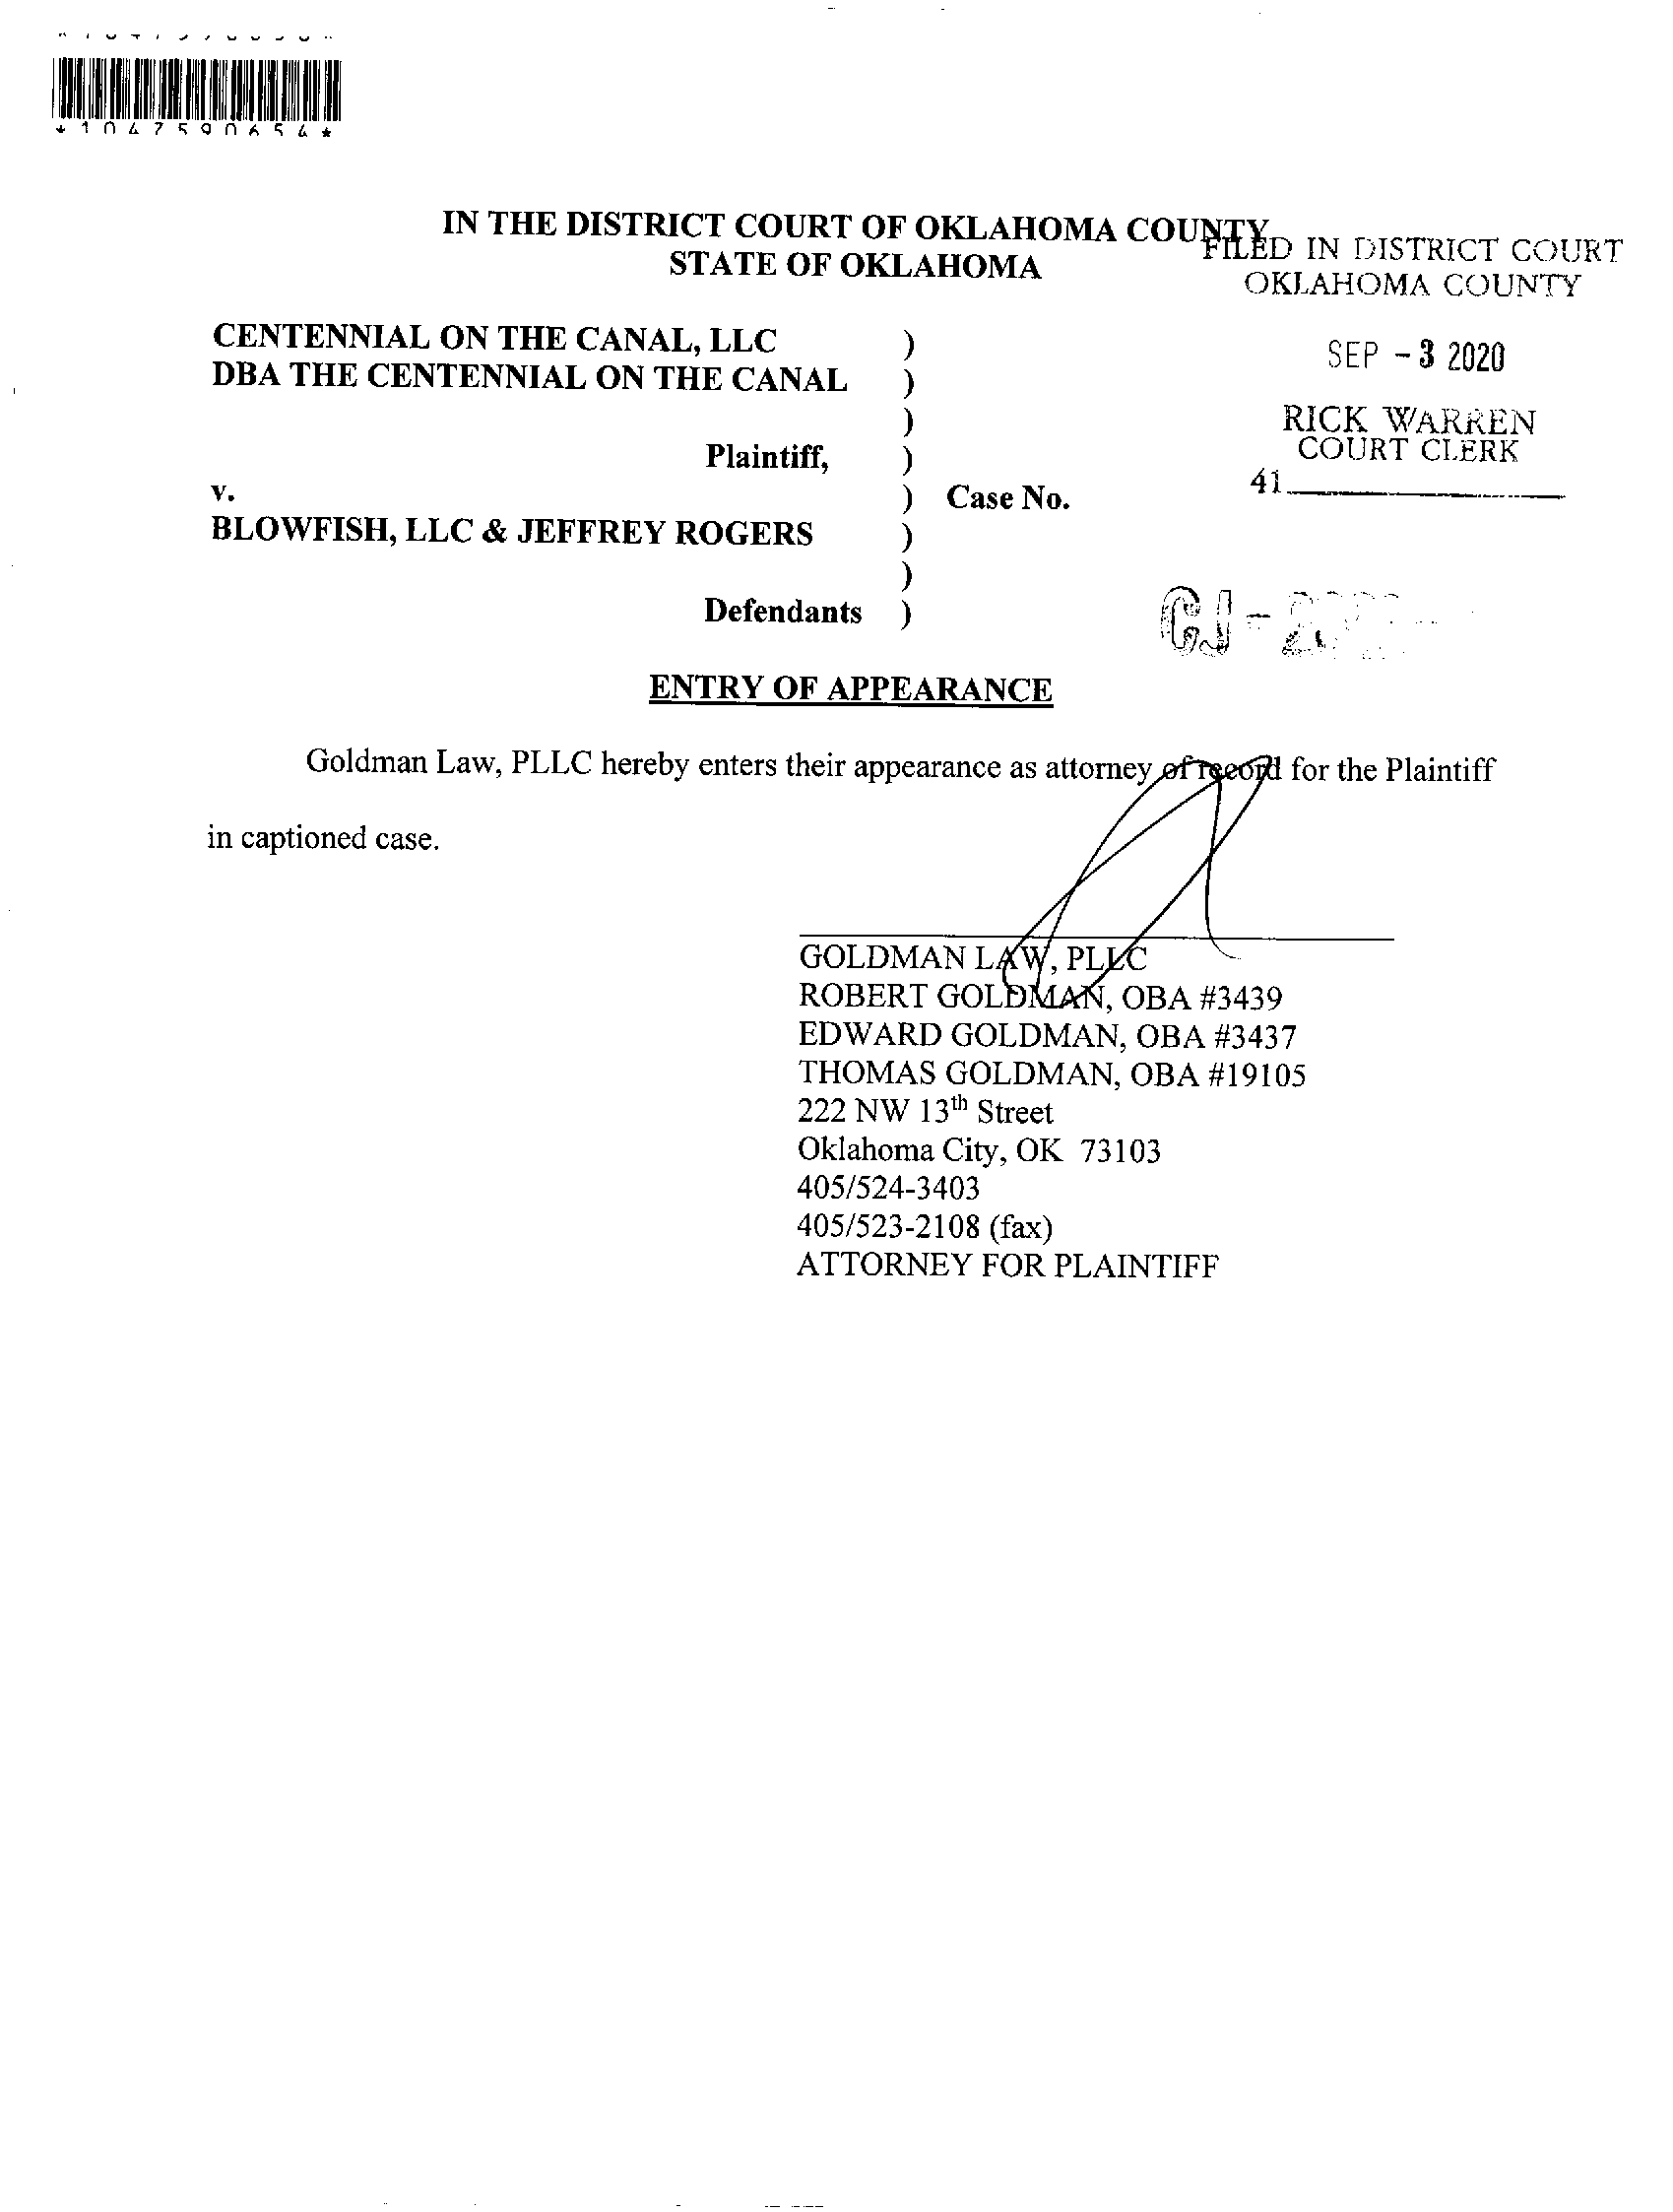 *1047590654*
IN THE DISTRICT COURT OF OKLAHOMA COUNTY
STATE OF OKLAHOMA
FILED IN DISTRICT COURT
OKLAHOMA COUNTY
SEP - 3 2020
RICK WARREN
COURT CLERK
41
CENTENNIAL ON THE CANAL, LLC )
DBA THE CENTENNIAL ON THE CANAL )
)
Plaintiff, )
v. ) Case No.
BLOWFISH, LLC & JEFFREY ROGERS )
)
Defendants )
CJ -
ENTRY OF APPEARANCE
Goldman Law, PLLC hereby enters their appearance as attorney of record for the Plaintiff
in captioned case.
GOLDMAN LAW, PLLC
ROBERT GOLDMAN, OBA #3439
EDWARD GOLDMAN, OBA #3437
THOMAS GOLDMAN, OBA #19105
222 NW 13th Street
Oklahoma City, OK 73103
405/524-3403
405/523-2108 (fax)
ATTORNEY FOR PLAINTIFF